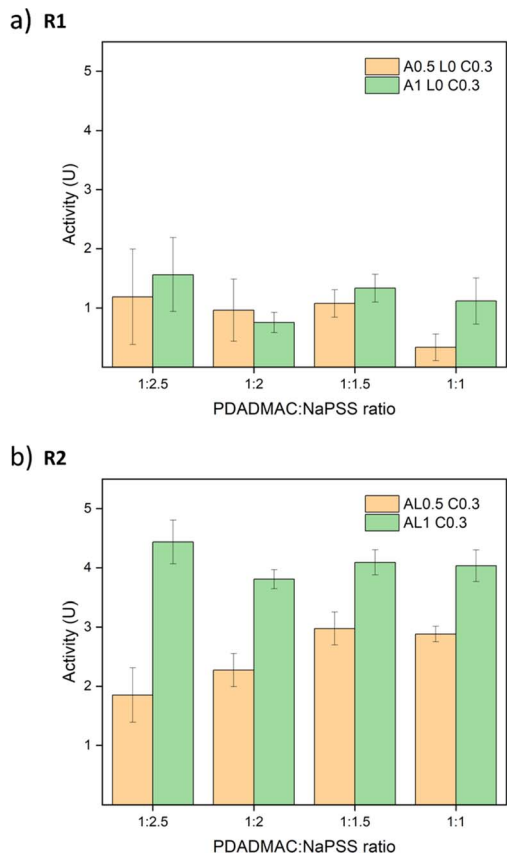 a) R1
5
4
3
2
1
Activity (U)
A0.5 L0 C0.3
A1 L0 C0.3
1:2.5 1:2 1:1.5 1:1
PDADMAC:NaPSS ratio
b) R2
5
4
3
2
1
Activity (U)
AL0.5 C0.3
AL1 C0.3
1:2.5 1:2 1:1.5 1:1
PDADMAC:NaPSS ratio